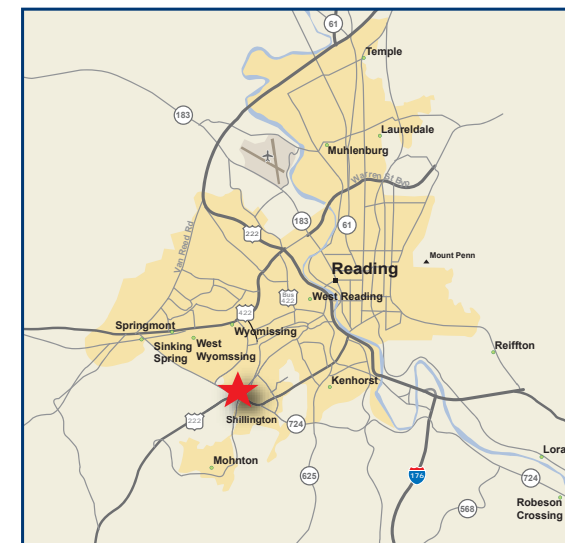 61
Temple
183
Laureldale
Muhlenburg
Warren St Byp
Van Reed Rd
183
61
222
Mount Penn
Reading
Bus
422
West Reading
422
Springmont
Wyomissing
Sinking
Spring
West
Wyomssing
Reiffton
Kenhorst
222
Shillington
724
Mohnton
Lora
625
176
724
568
Robeson
Crossing